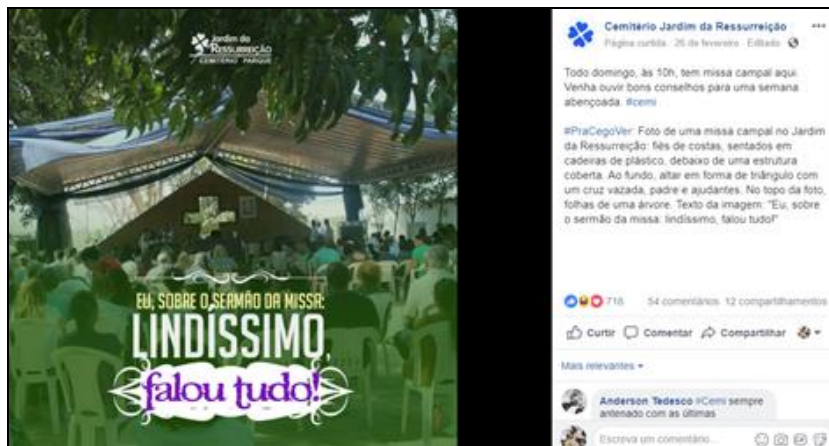 Jardim da
RESSURREIÇÃO
CEMITÉRIO PARQUE
EU, SOBRE O SERMÃO DA MISSA:
LINDÍSSIMO,
falou tudo!
Cemitério Jardim da Ressurreição
Página curtida · 26 de fevereiro · Editado
Todo domingo, às 10h, tem missa campal aqui.
Venha ouvir bons conselhos para uma semana
abençoada. #cemi
#PraCegoVer: Foto de uma missa campal no Jardim
da Ressurreição: fiés de costas, sentados em
cadeiras de plástico, debaixo de uma estrutura
coberta. Ao fundo, altar em forma de triângulo com
um cruz vazada, padre e ajudantes. No topo da foto,
folhas de uma árvore. Texto da imagem: "Eu, sobre
o sermão da missa: lindíssimo, falou tudo!"
718 54 comentários 12 compartilhamentos
Curtir Comentar Compartilhar
Mais relevantes
Anderson Tedesco #Cemi sempre
antenado com as últimas
Escreva um comentário...